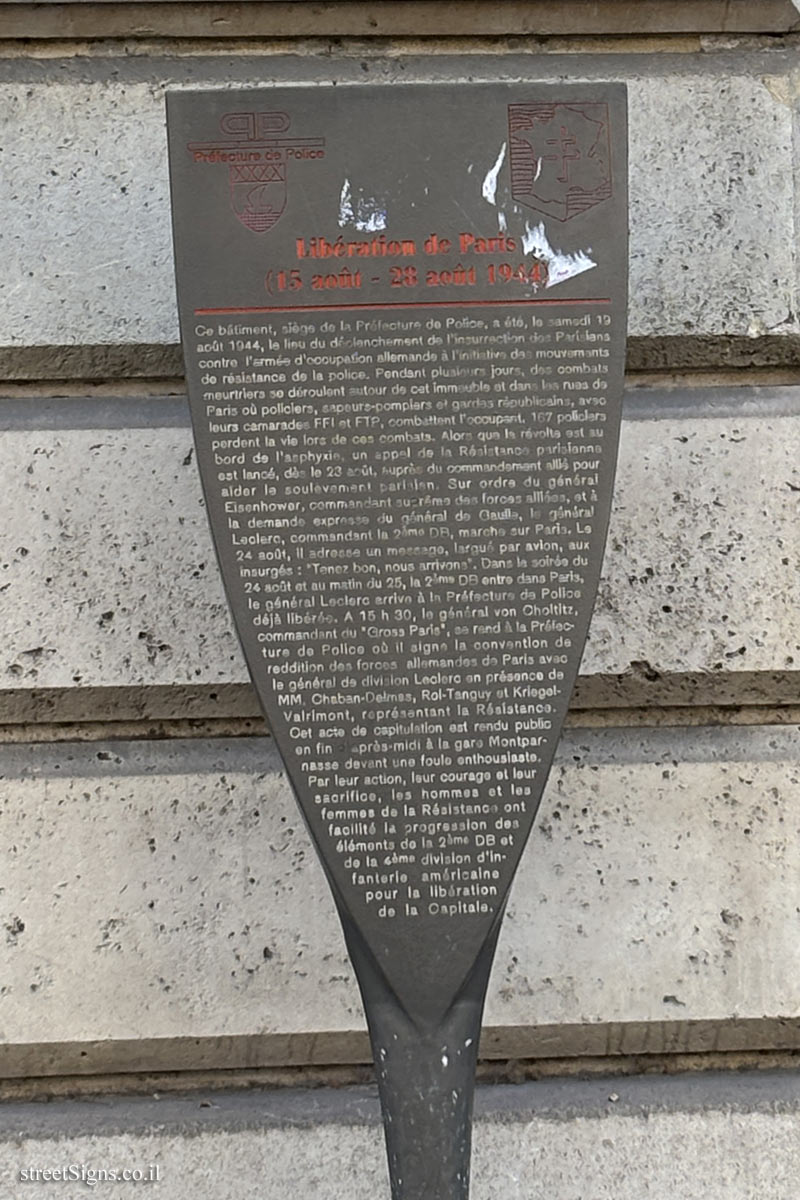 Préfecture de Police
Libération de Paris
(15 août - 28 août 1944)
Ce bâtiment, siège de la Préfecture de Police, a été, le samedi 19
août 1944, le lieu du déclenchement de l'insurrection des Parisiens
contre l'armée d'occupation allemande à l'initiative des mouvements
de résistance de la police. Pendant plusieurs jours, des combats
meurtriers se déroulent autour de cet immeuble et dans les rues de
Paris où policiers, sapeurs-pompiers et gardes républicains, avec
leurs camarades FFI et FTP, combattent l'occupant. 167 policiers
perdent la vie lors de ces combats. Alors que la révolte est au
bord de l'asphyxie, un appel de la Résistance parisienne
est lancé, dès le 23 août, auprès du commandement allié pour
aider le soulèvement parisien. Sur ordre du général
Eisenhower, commandant suprême des forces alliées, et à
la demande expresse du général de Gaulle, le général
Leclerc, commandant la 2ème DB, marche sur Paris. Le
24 août, il adresse un message, largué par avion, aux
insurgés : "Tenez bon, nous arrivons". Dans la soirée du
24 août et au matin du 25, la 2ème DB entre dans Paris,
le général Leclerc arrive à la Préfecture de Police
déjà libérée. A 15 h 30, le général von Choltitz,
commandant du "Gross Paris", se rend à la Préfec-
ture de Police où il signe la convention de
reddition des forces allemandes de Paris avec
le général de division Leclerc en présence de
MM. Chaban-Delmas, Rol-Tanguy et Kriegel-
Valrimont, représentant la Résistance.
Cet acte de capitulation est rendu public
en fin après-midi à la gare Montpar-
nasse devant une foule enthousiaste.
Par leur action, leur courage et leur
sacrifice, les hommes et les
femmes de la Résistance ont
facilité la progression des
éléments de la 2ème DB et
de la 4ème division d'in-
fanterie américaine
pour la libération
de la Capitale.
streetSigns.co.il